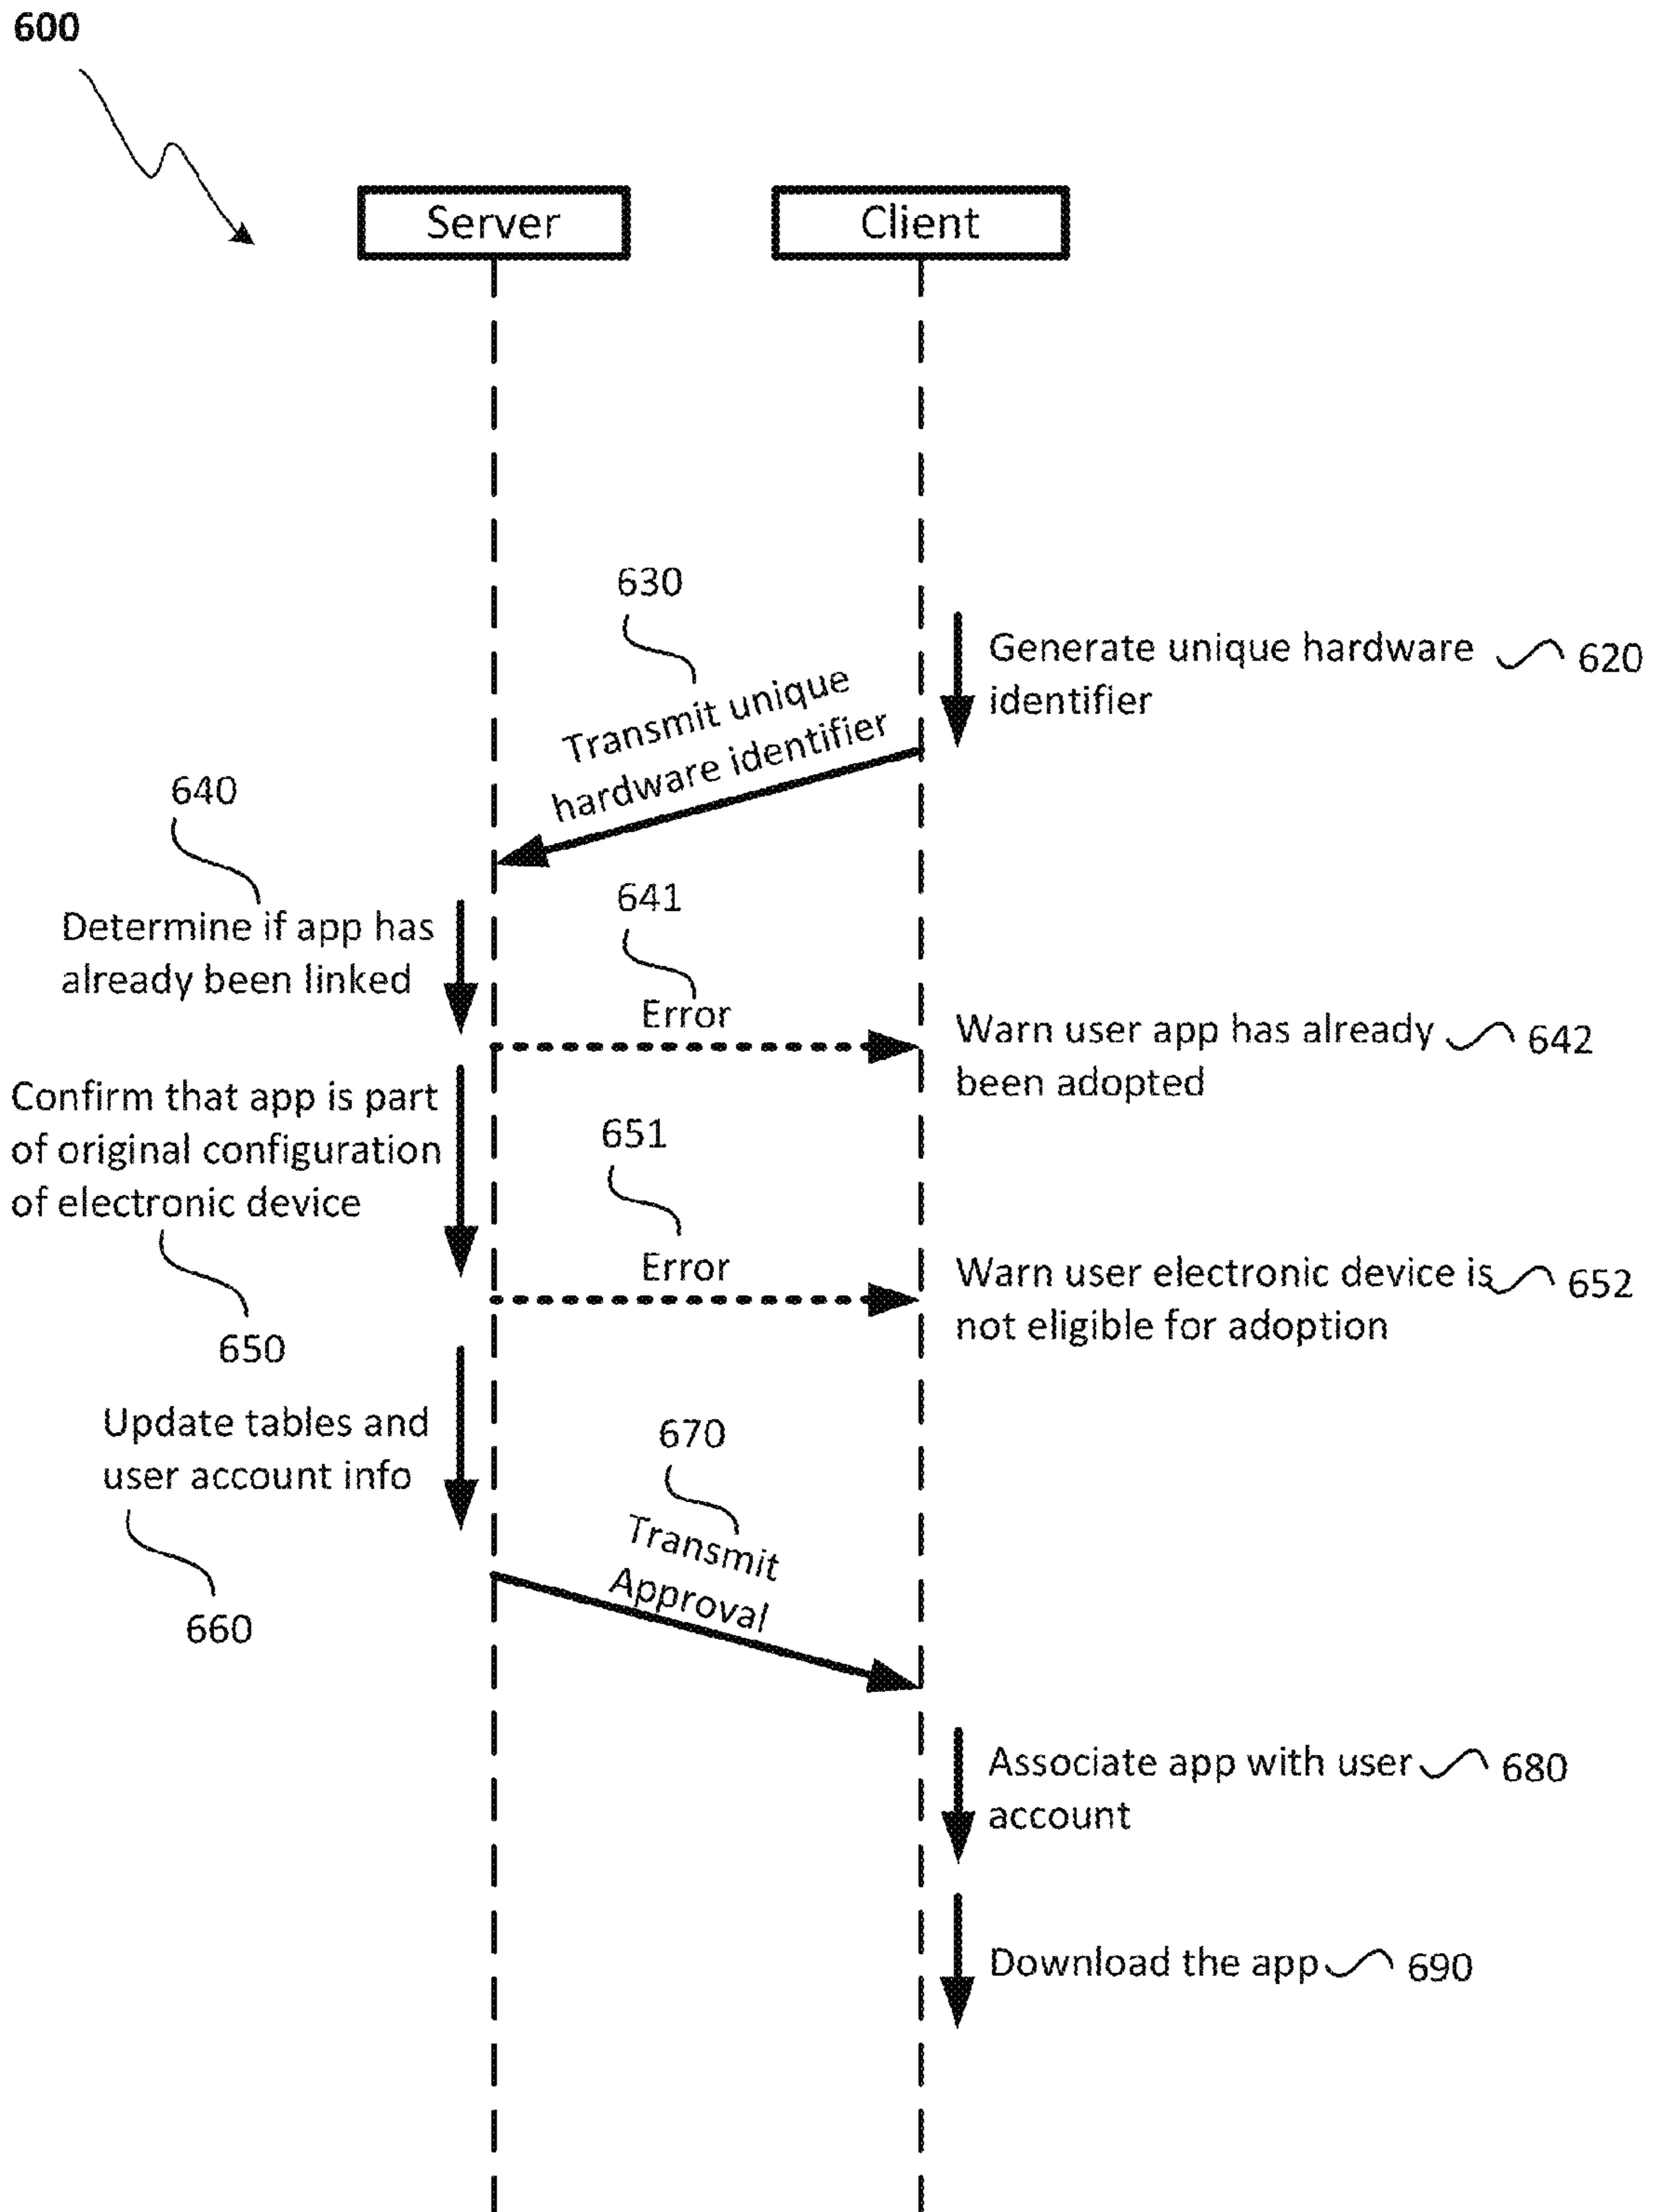 600
Server
Client
630
Generate unique hardware
identifier
620
Transmit unique
hardware identifier
640
Determine if app has
already been linked
641
Error
Warn user app has already
been adopted
642
Confirm that app is part
of original configuration
of electronic device
650
651
Error
Warn user electronic device is
not eligible for adoption
652
Update tables and
user account info
660
670
Transmit
Approval
Associate app with user
account
680
Download the app
690